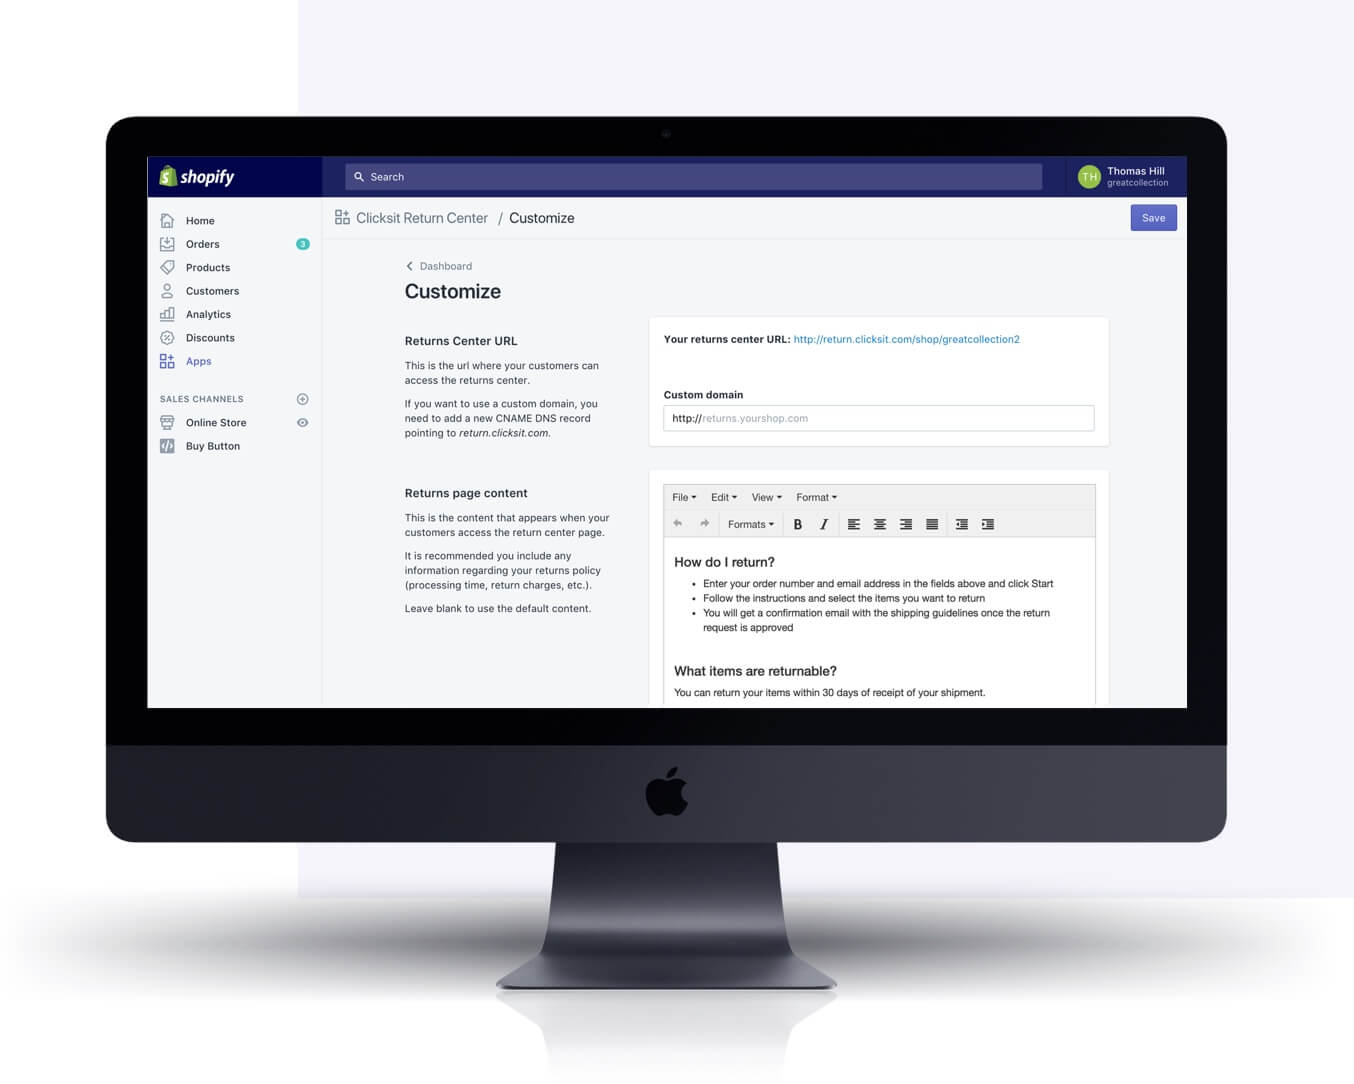 shopify
Search
TH
Thomas Hill
greatcollection
Home
Orders
3
Products
Customers
Analytics
Discounts
Apps
SALES CHANNELS
Online Store
Buy Button
Clicksit Return Center / Customize
Save
Dashboard
Customize
Returns Center URL
This is the url where your customers can
access the returns center.
If you want to use a custom domain, you
need to add a new CNAME DNS record
pointing to return.clicksit.com.
Your returns center URL: http://return.clicksit.com/shop/greatcollection2
Custom domain
http://returns.yourshop.com
Returns page content
This is the content that appears when your
customers access the return center page.
It is recommended you include any
information regarding your returns policy
(processing time, return charges, etc.).
Leave blank to use the default content.
File Edit View Format
Formats B I
How do I return?
• Enter your order number and email address in the fields above and click Start
• Follow the instructions and select the items you want to return
• You will get a confirmation email with the shipping guidelines once the return
request is approved
What items are returnable?
You can return your items within 30 days of receipt of your shipment.